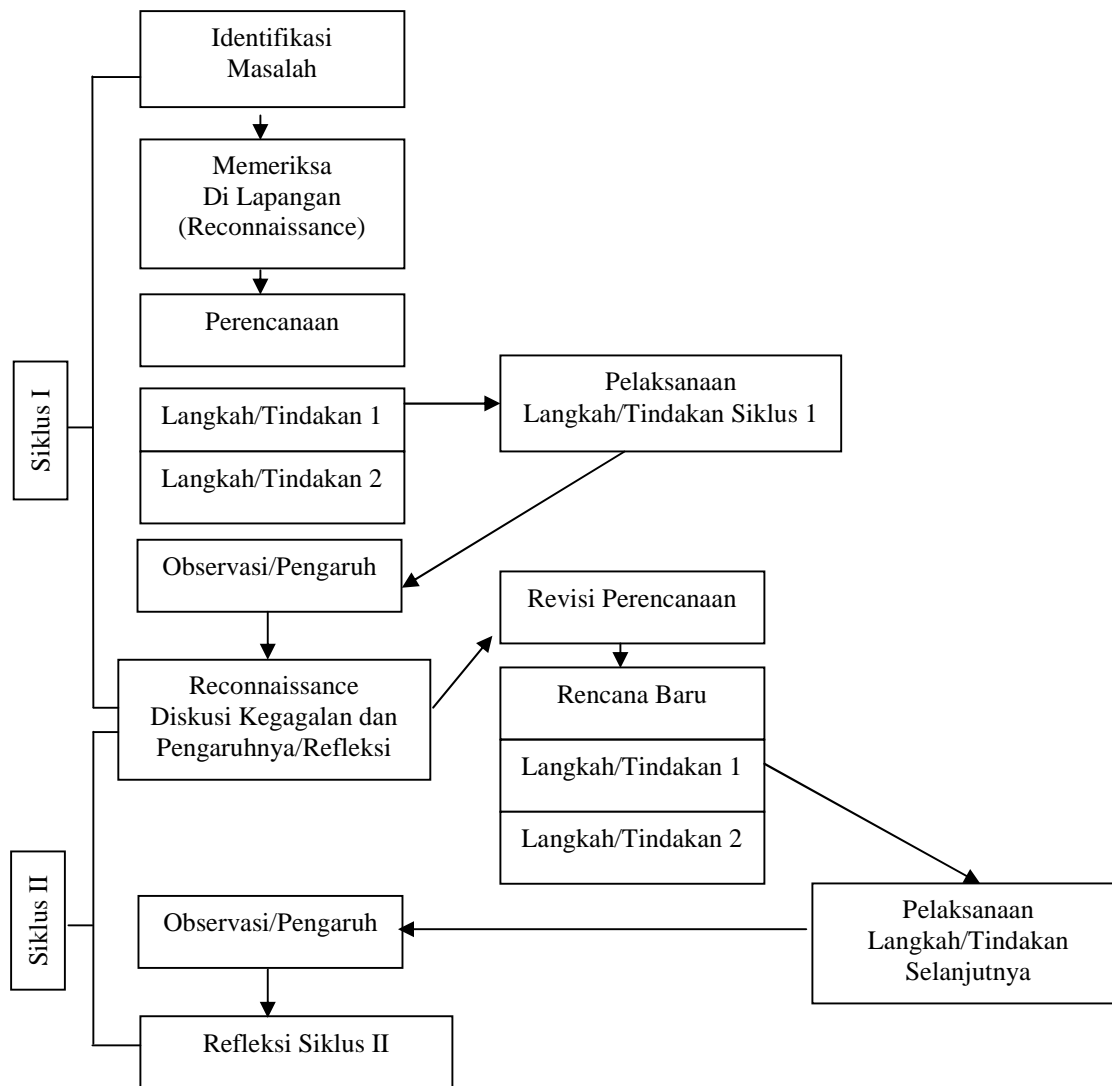 Identifikasi
Masalah
Memeriksa
Di Lapangan
(Reconnaissance)
Perencanaan
Siklus I
Langkah/Tindakan 1
Langkah/Tindakan 2
Pelaksanaan
Langkah/Tindakan Siklus 1
Observasi/Pengaruh
Reconnaissance
Diskusi Kegagalan dan
Pengaruhnya/Refleksi
Revisi Perencanaan
Rencana Baru
Langkah/Tindakan 1
Langkah/Tindakan 2
Siklus II
Pelaksanaan
Langkah/Tindakan
Selanjutnya
Observasi/Pengaruh
Refleksi Siklus II